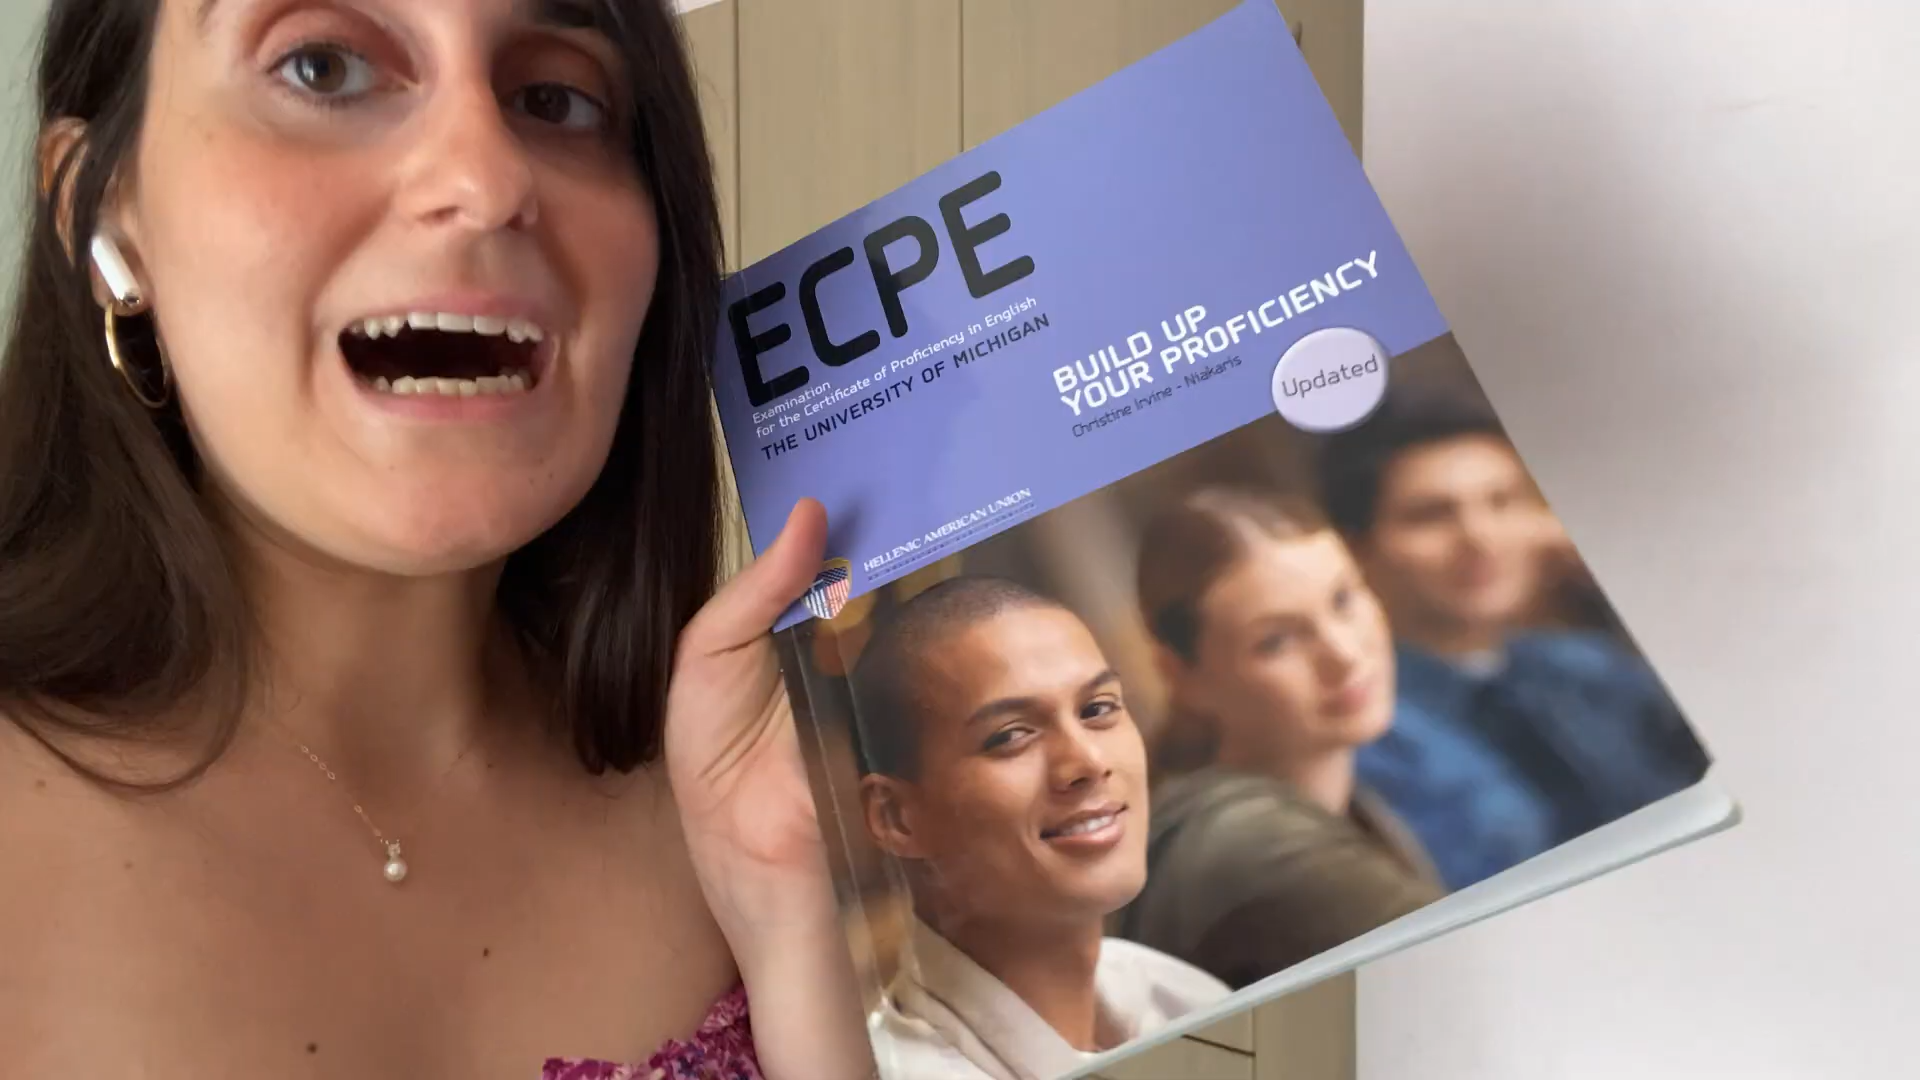 ECPE
Examination
for the Certificate of Proficiency in English
THE UNIVERSITY OF MICHIGAN
BUILD UP
YOUR PROFICIENCY
Christine Irvine - Niakaris
Updated
HELLENIC AMERICAN UNION